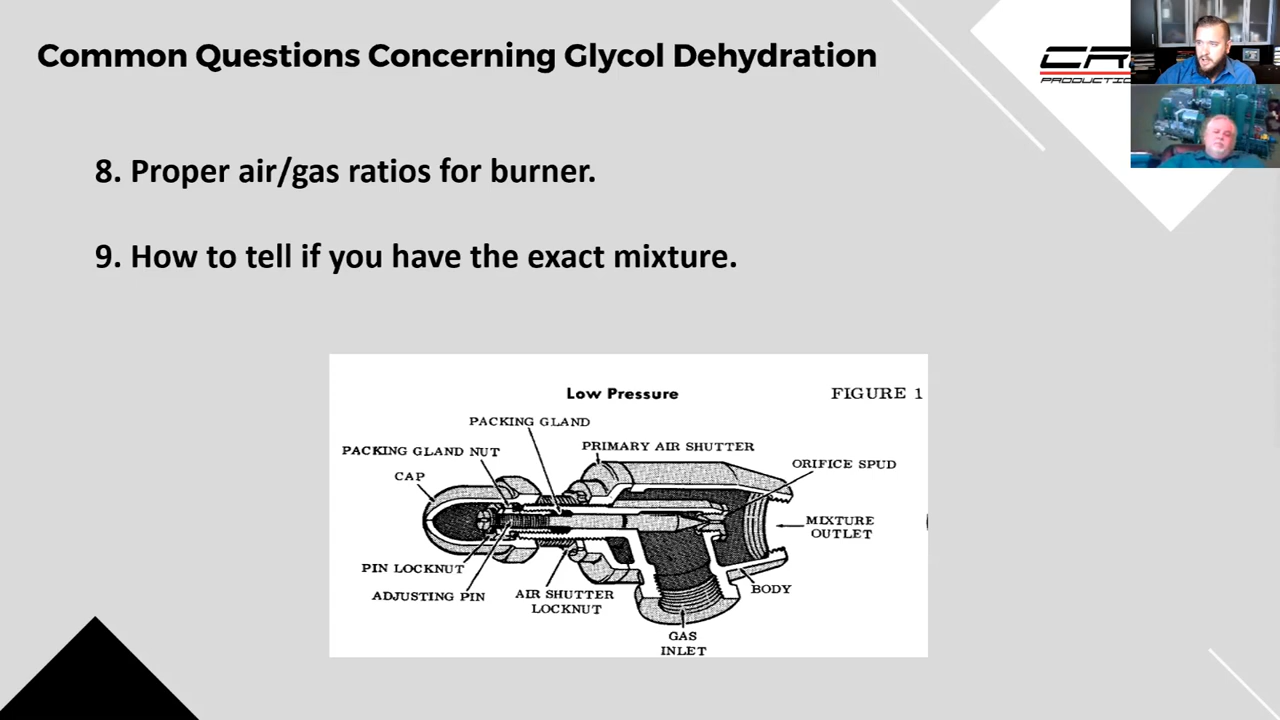 Common Questions Concerning Glycol Dehydration
8. Proper air/gas ratios for burner.
9. How to tell if you have the exact mixture.
Low Pressure
FIGURE 1
PACKING GLAND
PACKING GLAND NUT
PRIMARY AIR SHUTTER
CAP
ORIFICE SPUD
MIXTURE
OUTLET
PIN LOCKNUT
ADJUSTING PIN
AIR SHUTTER
LOCKNUT
BODY
GAS
INLET